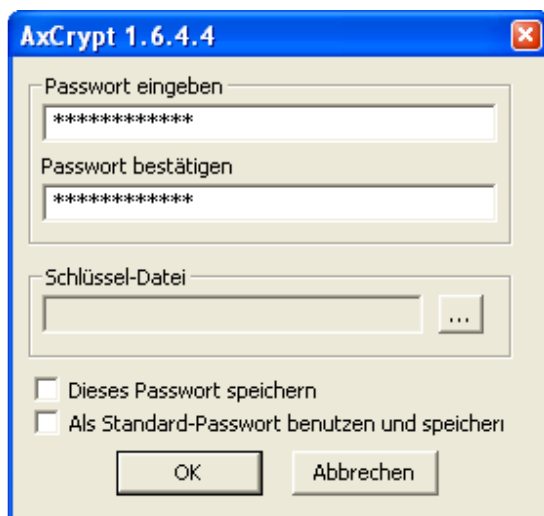 AxCrypt 1.6.4.4
Passwort eingeben
************
Passwort bestätigen
************
Schlüssel-Datei
...
Dieses Passwort speichern
Als Standard-Passwort benutzen und speichern
OK
Abbrechen